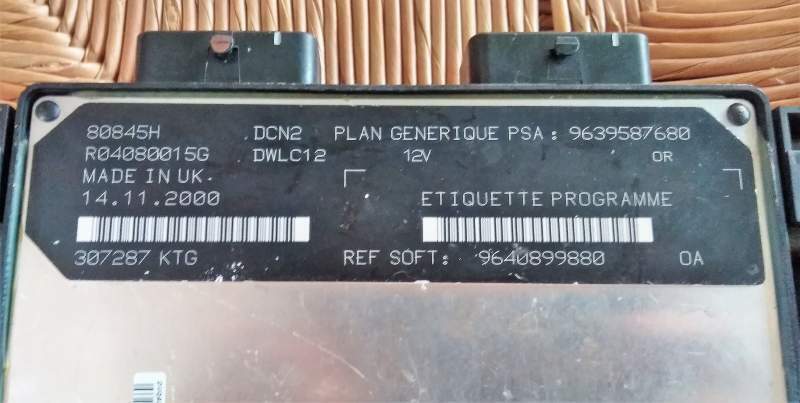 80845H DCN2 PLAN GENERIQUE PSA : 9639587680
R04080015G DWLC12 12V OR
MADE IN UK.
14.11.2000 ETIQUETTE PROGRAMME
307287 KTG REF SOFT: 9640899880 OA